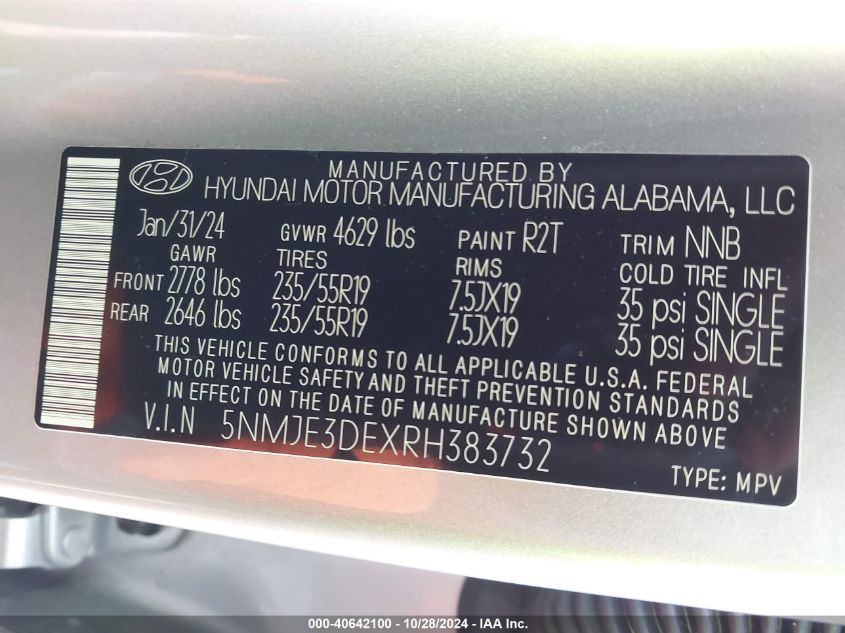 MANUFACTURED BY
HYUNDAI MOTOR MANUFACTURING ALABAMA, LLC
Jan/31/24 GVWR 4629 lbs PAINT R2T TRIM NNB
GAWR TIRES RIMS COLD TIRE INFL
FRONT 2778 lbs 235/55R19 7.5JX19 35 psi SINGLE
REAR 2646 lbs 235/55R19 7.5JX19 35 psi SINGLE
THIS VEHICLE CONFORMS TO ALL APPLICABLE U.S.A. FEDERAL
MOTOR VEHICLE SAFETY AND THEFT PREVENTION STANDARDS
IN EFFECT ON THE DATE OF MANUFACTURE SHOWN ABOVE
V.I.N 5NMJE3DEXRH383732
TYPE: MPV
000-40642100 / 10/28/2024 - IAA Inc.